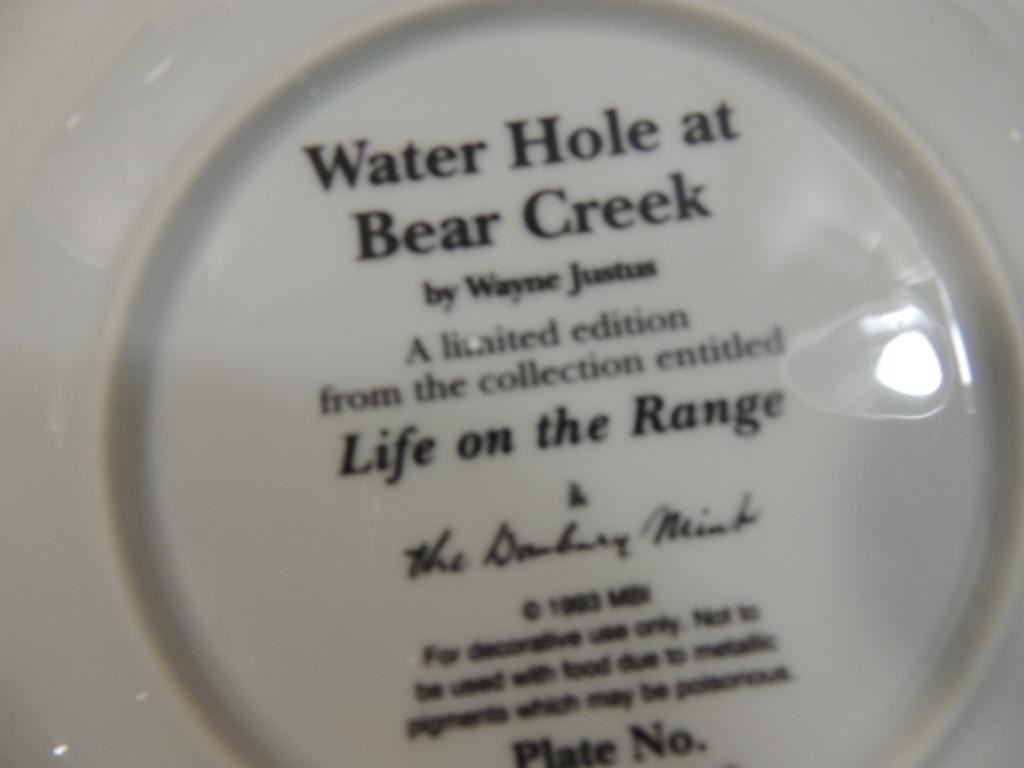 Water Hole at
Bear Creek
by Wayne Justus
A limited edition
from the collection entitled
Life on the Range
The Danbury Mint
© 1993 MBI
For decorative use only. Not to
be used with food due to metallic
pigments which may be poisonous.
Plate No.